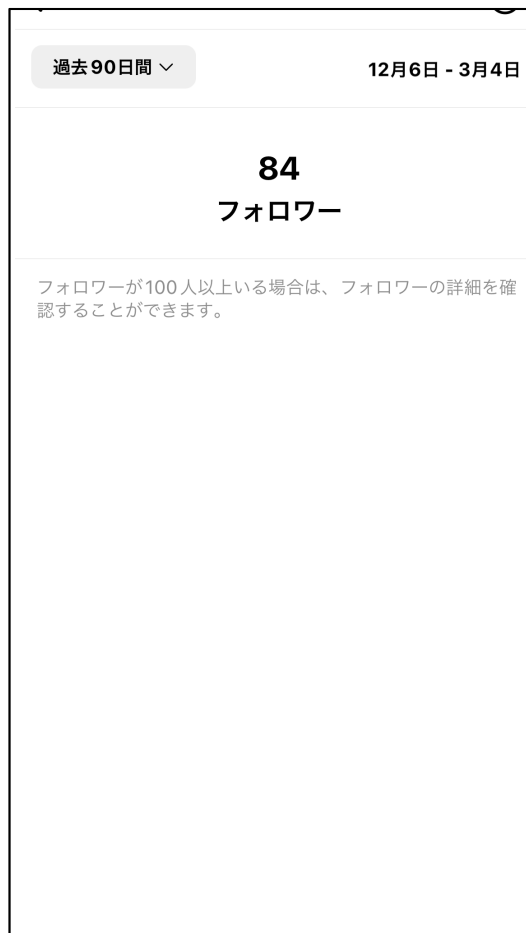 過去90日間
12月6日 - 3月4日
84
フォロワー
フォロワーが100人以上いる場合は、フォロワーの詳細を確
認することができます。